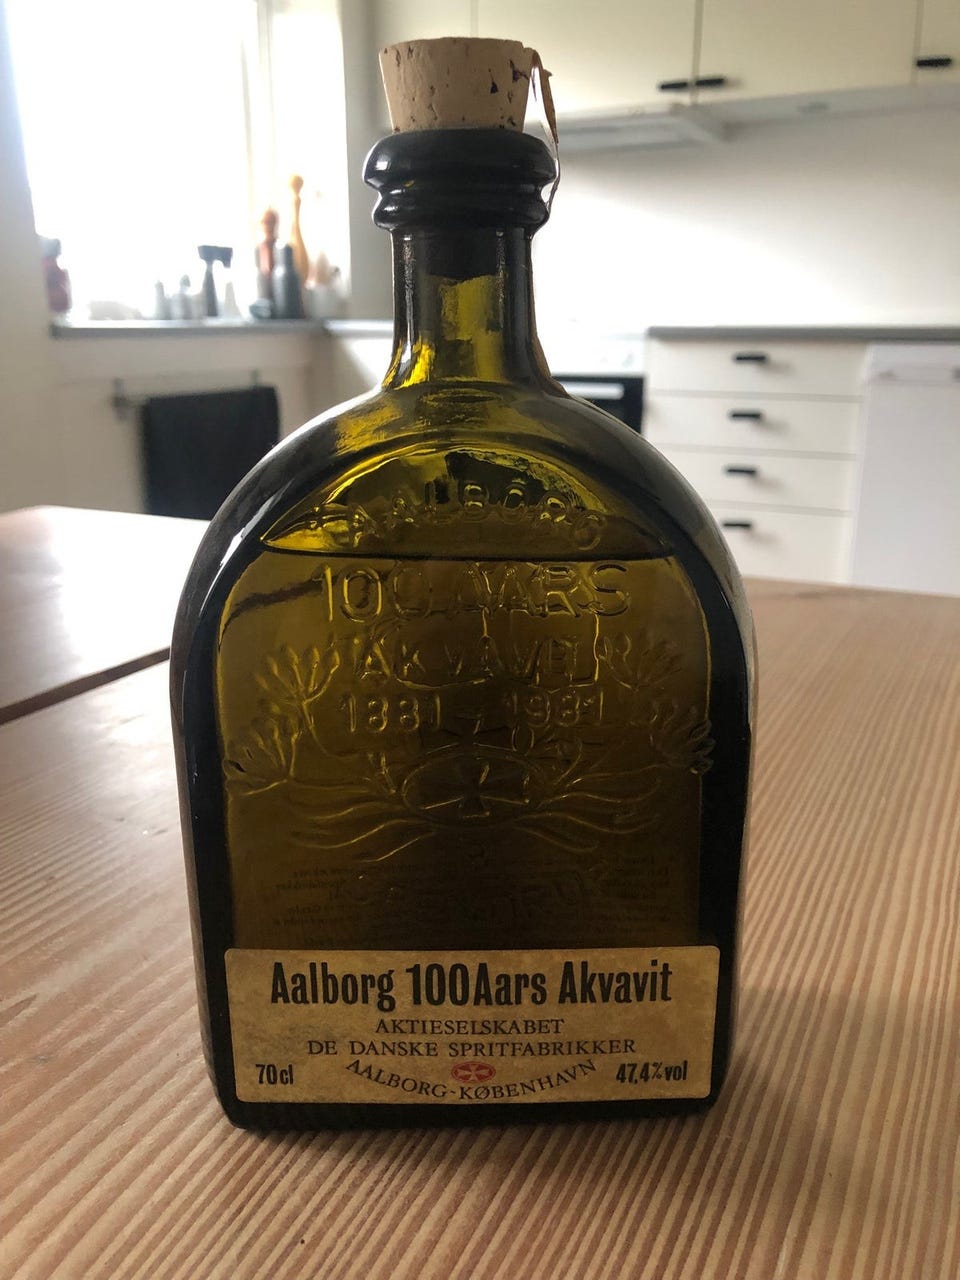 AALBORG
100 AARS
AKVAVIT
1881 - 1981
Aalborg 100Aars Akvavit
AKTIESELSKABET
DE DANSKE SPRITFABRIKKER
70cl
AALBORG-KØBENHAVN
47,4%vol